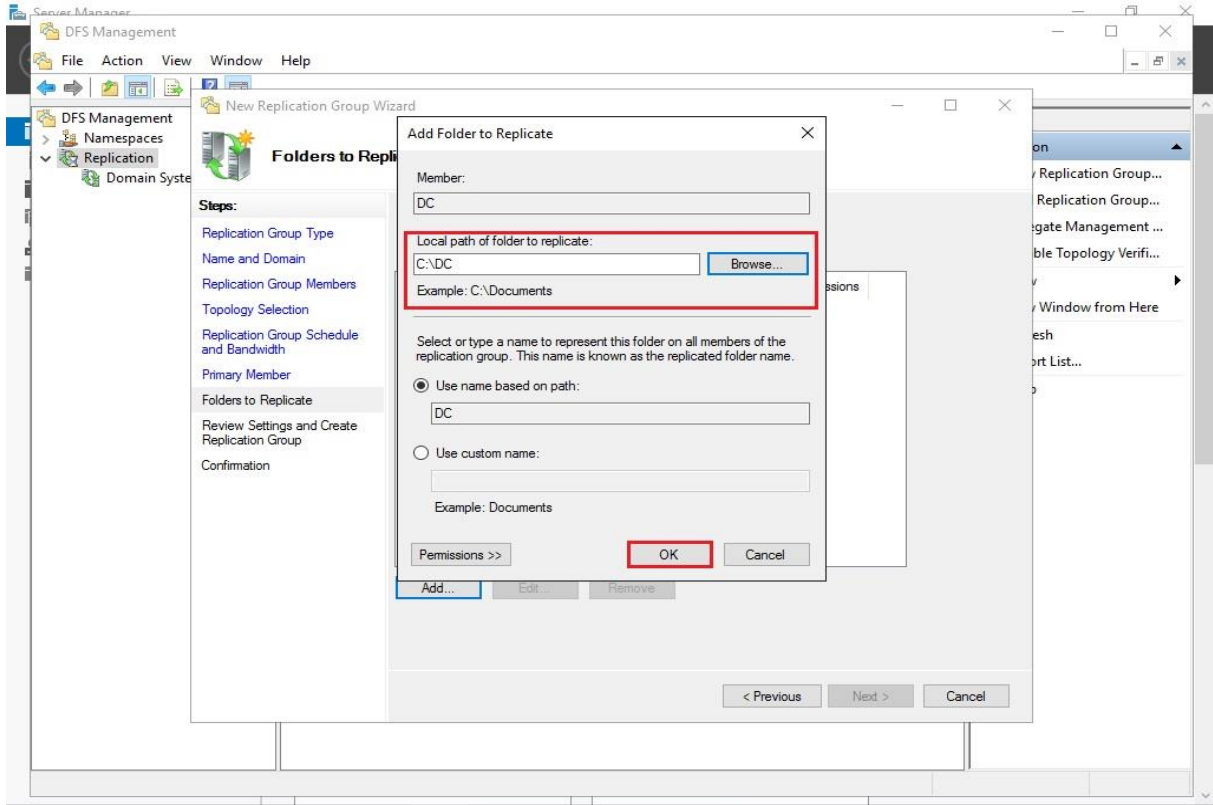 Server Manager
DFS Management
File Action View Window Help
DFS Management
Namespaces
Replication
Domain Syste
New Replication Group Wizard
Folders to Repli
Steps:
Replication Group Type
Name and Domain
Replication Group Members
Topology Selection
Replication Group Schedule
and Bandwidth
Primary Member
Folders to Replicate
Review Settings and Create
Replication Group
Confirmation
Add Folder to Replicate
Member:
DC
Local path of folder to replicate:
C:\DC
Browse...
Example: C:\Documents
Select or type a name to represent this folder on all members of the
replication group. This name is known as the replicated folder name.
Use name based on path:
DC
Use custom name:
Example: Documents
Permissions >>
OK
Cancel
ssions
Add...
Edit...
Remove
< Previous
Next >
Cancel
on
Replication Group...
Replication Group...
egate Management ...
ble Topology Verifi...
Window from Here
esh
ort List...